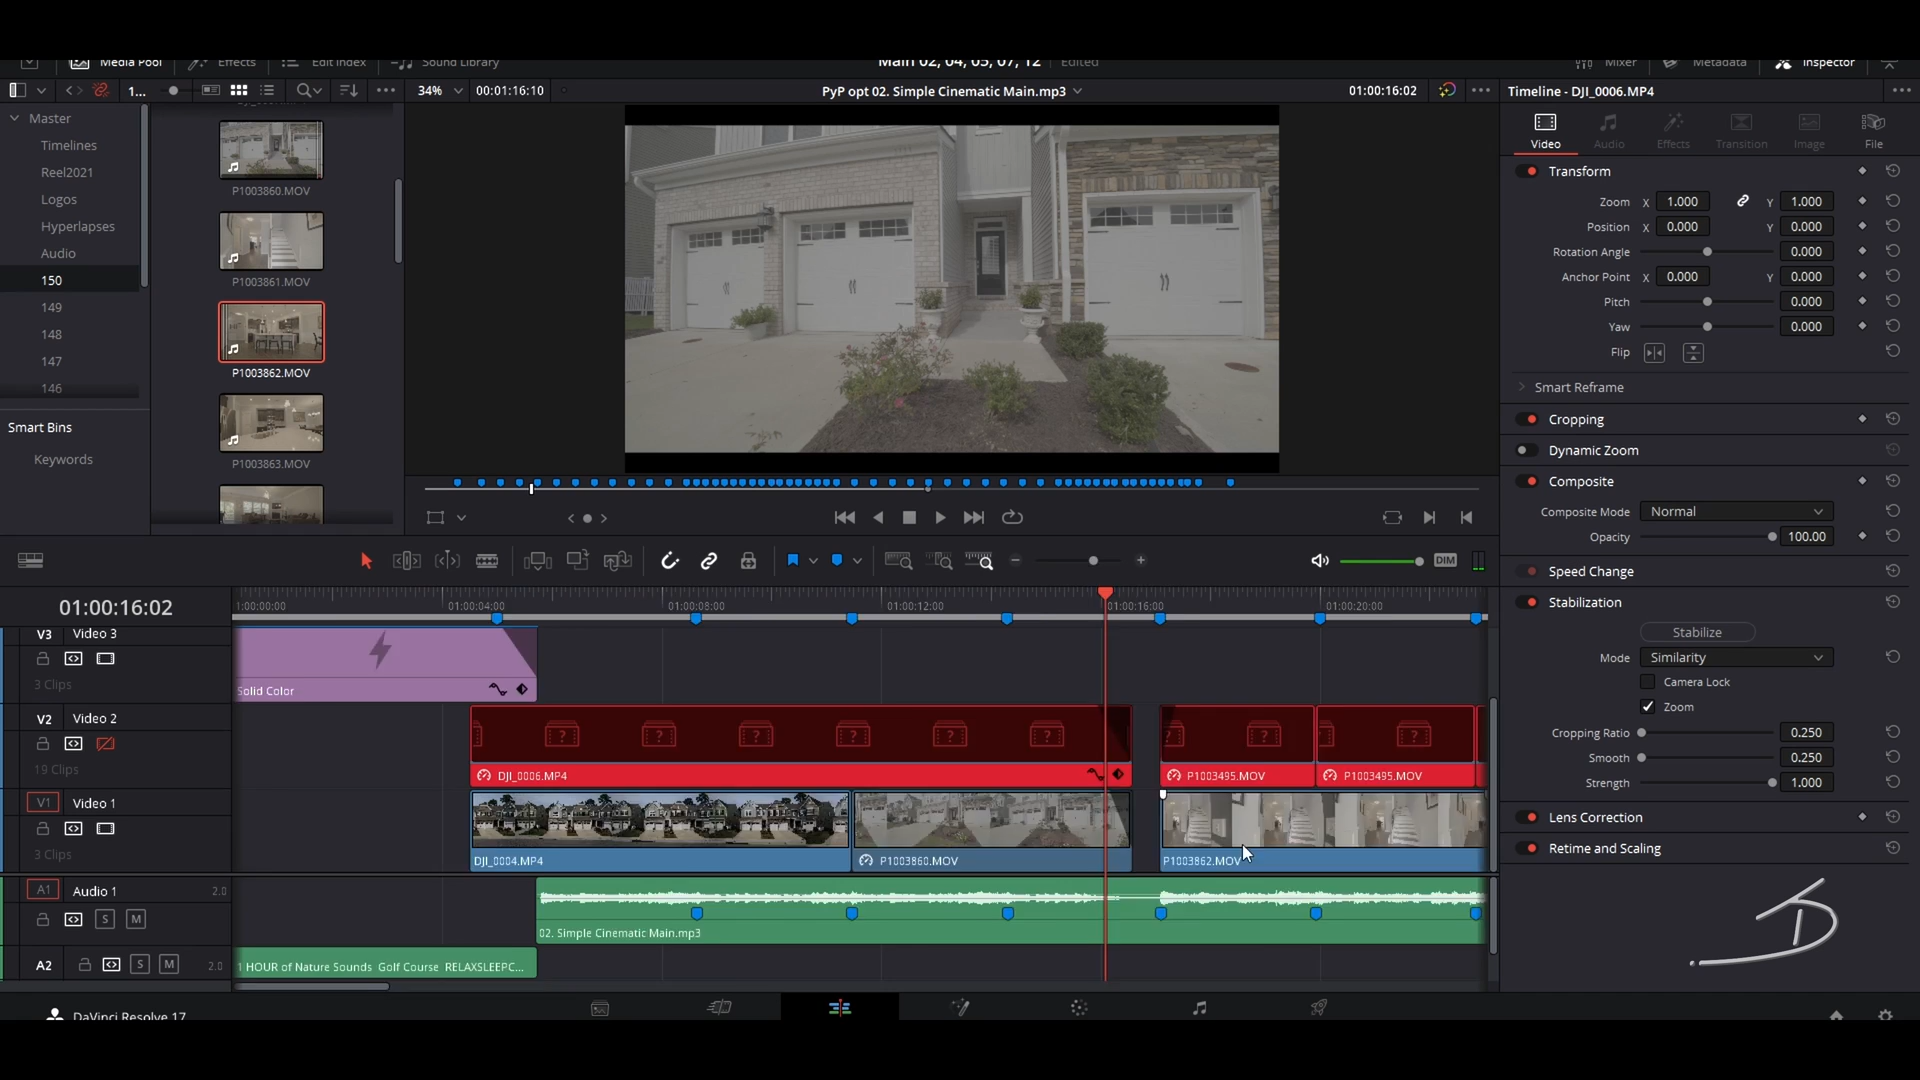 Media Pool Effects Edit Index Sound Library Main 02, 04, 05, 07, 12 Edited Mixer Metadata Inspector
1... 34% 00:01:16:10 PyP opt 02. Simple Cinematic Main.mp3 01:00:16:02 Timeline - DJI_0006.MP4
Master
Timelines
Reel2021
Logos
Hyperlapses
Audio
150
149
148
147
146
Smart Bins
Keywords
P1003860.MOV
P1003861.MOV
P1003862.MOV
P1003863.MOV
Video Audio Effects Transition Image File
Transform
Zoom X 1.000 Y 1.000
Position X 0.000 Y 0.000
Rotation Angle 0.000
Anchor Point X 0.000 Y 0.000
Pitch 0.000
Yaw 0.000
Flip
Smart Reframe
Cropping
Dynamic Zoom
Composite
Composite Mode Normal
Opacity 100.00
Speed Change
Stabilization
Stabilize
Mode Similarity
Camera Lock
Zoom
Cropping Ratio 0.250
Smooth 0.250
Strength 1.000
Lens Correction
Retime and Scaling
DIM
01:00:16:02 1:00:00:00 01:00:04:00 01:00:08:00 01:00:12:00 01:00:16:00 01:00:20:00
V3 Video 3
3 Clips
Solid Color
V2 Video 2
19 Clips
DJI_0006.MP4 P1003495.MOV P1003495.MOV
V1 Video 1
3 Clips
DJI_0004.MP4 P1003860.MOV P1003862.MOV
A1 Audio 1 2.0
S M
02. Simple Cinematic Main.mp3
A2 S M 2.0 1 HOUR of Nature Sounds Golf Course RELAXSLEEPC...
DaVinci Resolve 17